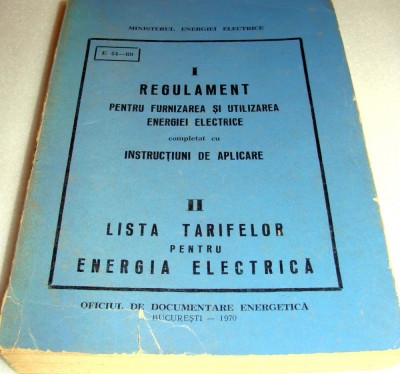 MINISTERUL ENERGIEI ELECTRICE
I
REGULAMENT
PENTRU FURNIZAREA ȘI UTILIZAREA
ENERGIEI ELECTRICE
completat cu
INSTRUCȚIUNI DE APLICARE
II
LISTA TARIFELOR
PENTRU
ENERGIA ELECTRICĂ
OFICIUL DE DOCUMENTARE ENERGETICĂ
BUCUREȘTI — 1970